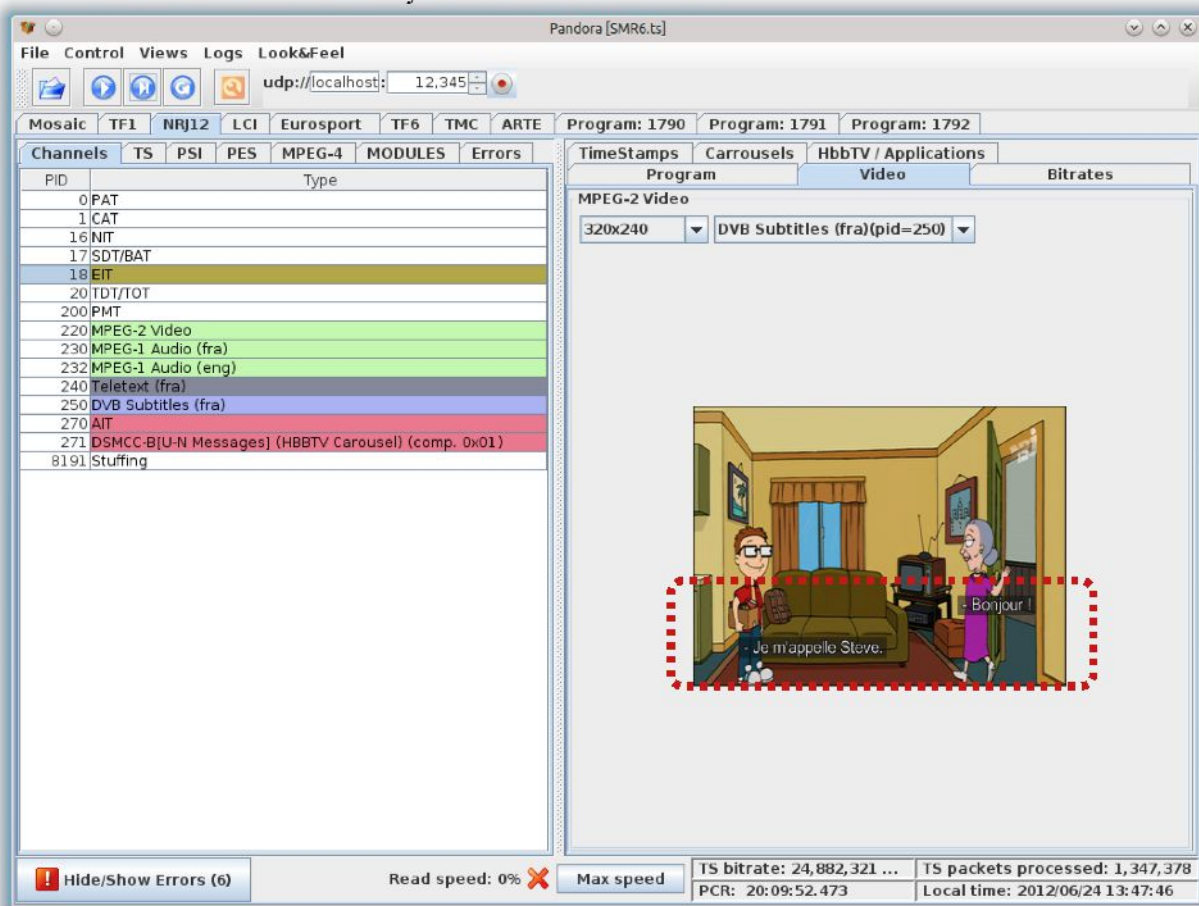 Pandora [SMR6.ts]
File Control Views Logs Look&Feel
udp://localhost: 12,345
Mosaic TF1 NRJ12 LCI Eurosport TF6 TMC ARTE Program: 1790 Program: 1791 Program: 1792
Channels TS PSI PES MPEG-4 MODULES Errors
TimeStamps Carrousels HbbTV / Applications
Program Video Bitrates
PID Type
0 PAT
1 CAT
16 NIT
17 SDT/BAT
18 EIT
20 TDT/TOT
200 PMT
220 MPEG-2 Video
230 MPEG-1 Audio (fra)
232 MPEG-1 Audio (eng)
240 Teletext (fra)
250 DVB Subtitles (fra)
270 AIT
271 DSMCC-B[U-N Messages] (HBBTV Carousel) (comp. 0x01)
8191 Stuffing
MPEG-2 Video
320x240 DVB Subtitles (fra)(pid=250)
- Bonjour !
- Je m'appelle Steve.
Hide/Show Errors (6)
Read speed: 0%
Max speed
TS bitrate: 24,882,321 ... TS packets processed: 1,347,378
PCR: 20:09:52.473 Local time: 2012/06/24 13:47:46